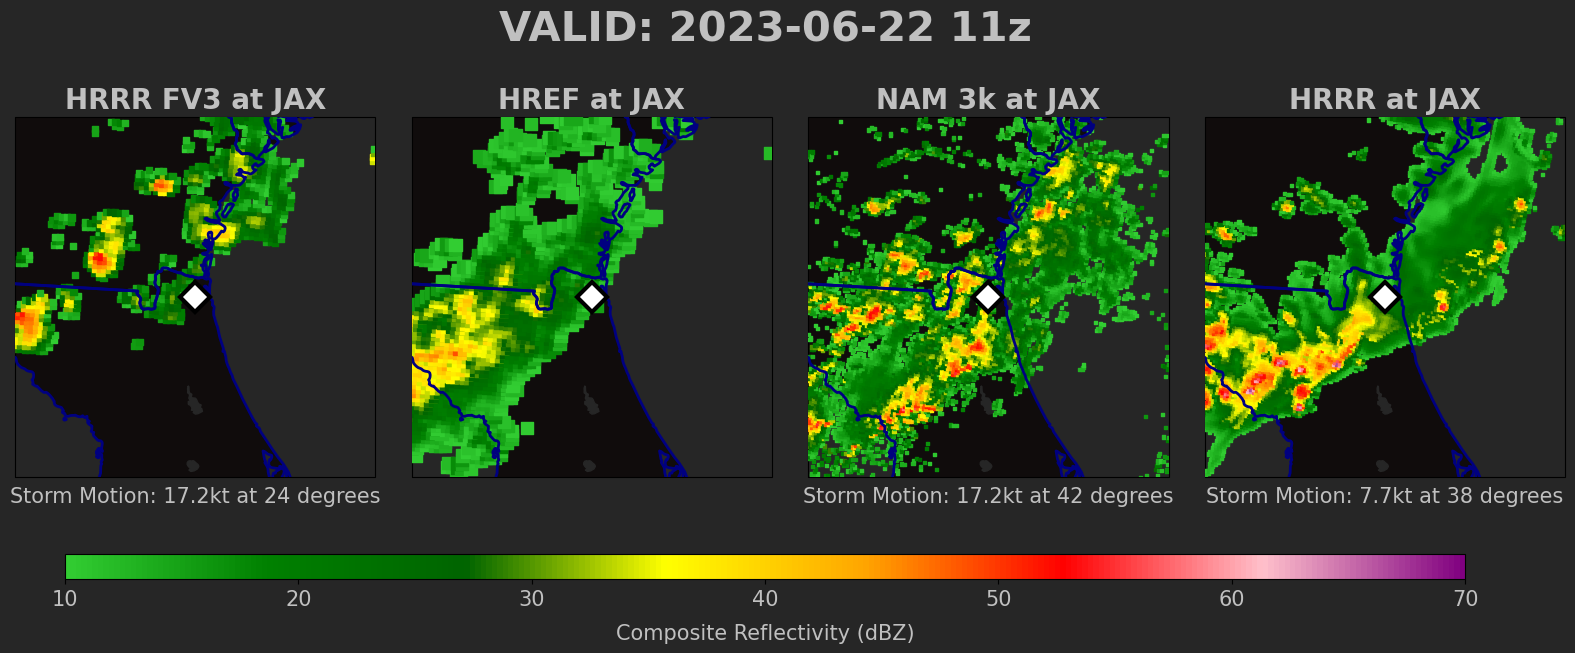 VALID: 2023-06-22 11z
HRRR FV3 at JAX
HREF at JAX
NAM 3k at JAX
HRRR at JAX
Storm Motion: 17.2kt at 24 degrees
Storm Motion: 17.2kt at 42 degrees
Storm Motion: 7.7kt at 38 degrees
10 20 30 40 50 60 70
Composite Reflectivity (dBZ)